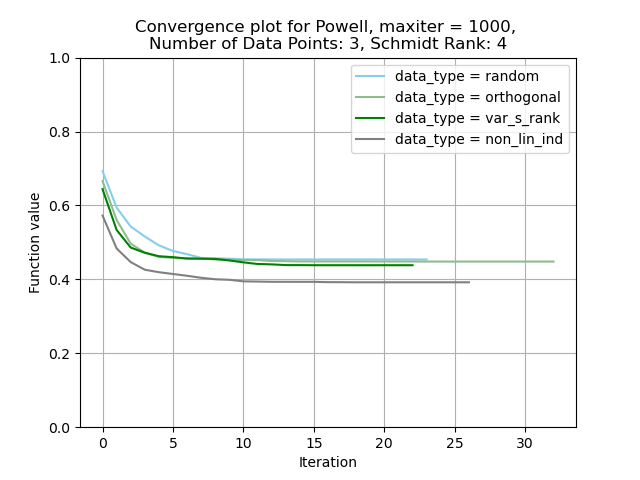 Convergence plot for Powell, maxiter = 1000,
Number of Data Points: 3, Schmidt Rank: 4
1.0
0.8
0.6
0.4
0.2
0.0
Function value
data_type = random
data_type = orthogonal
data_type = var_s_rank
data_type = non_lin_ind
0 5 10 15 20 25 30
Iteration